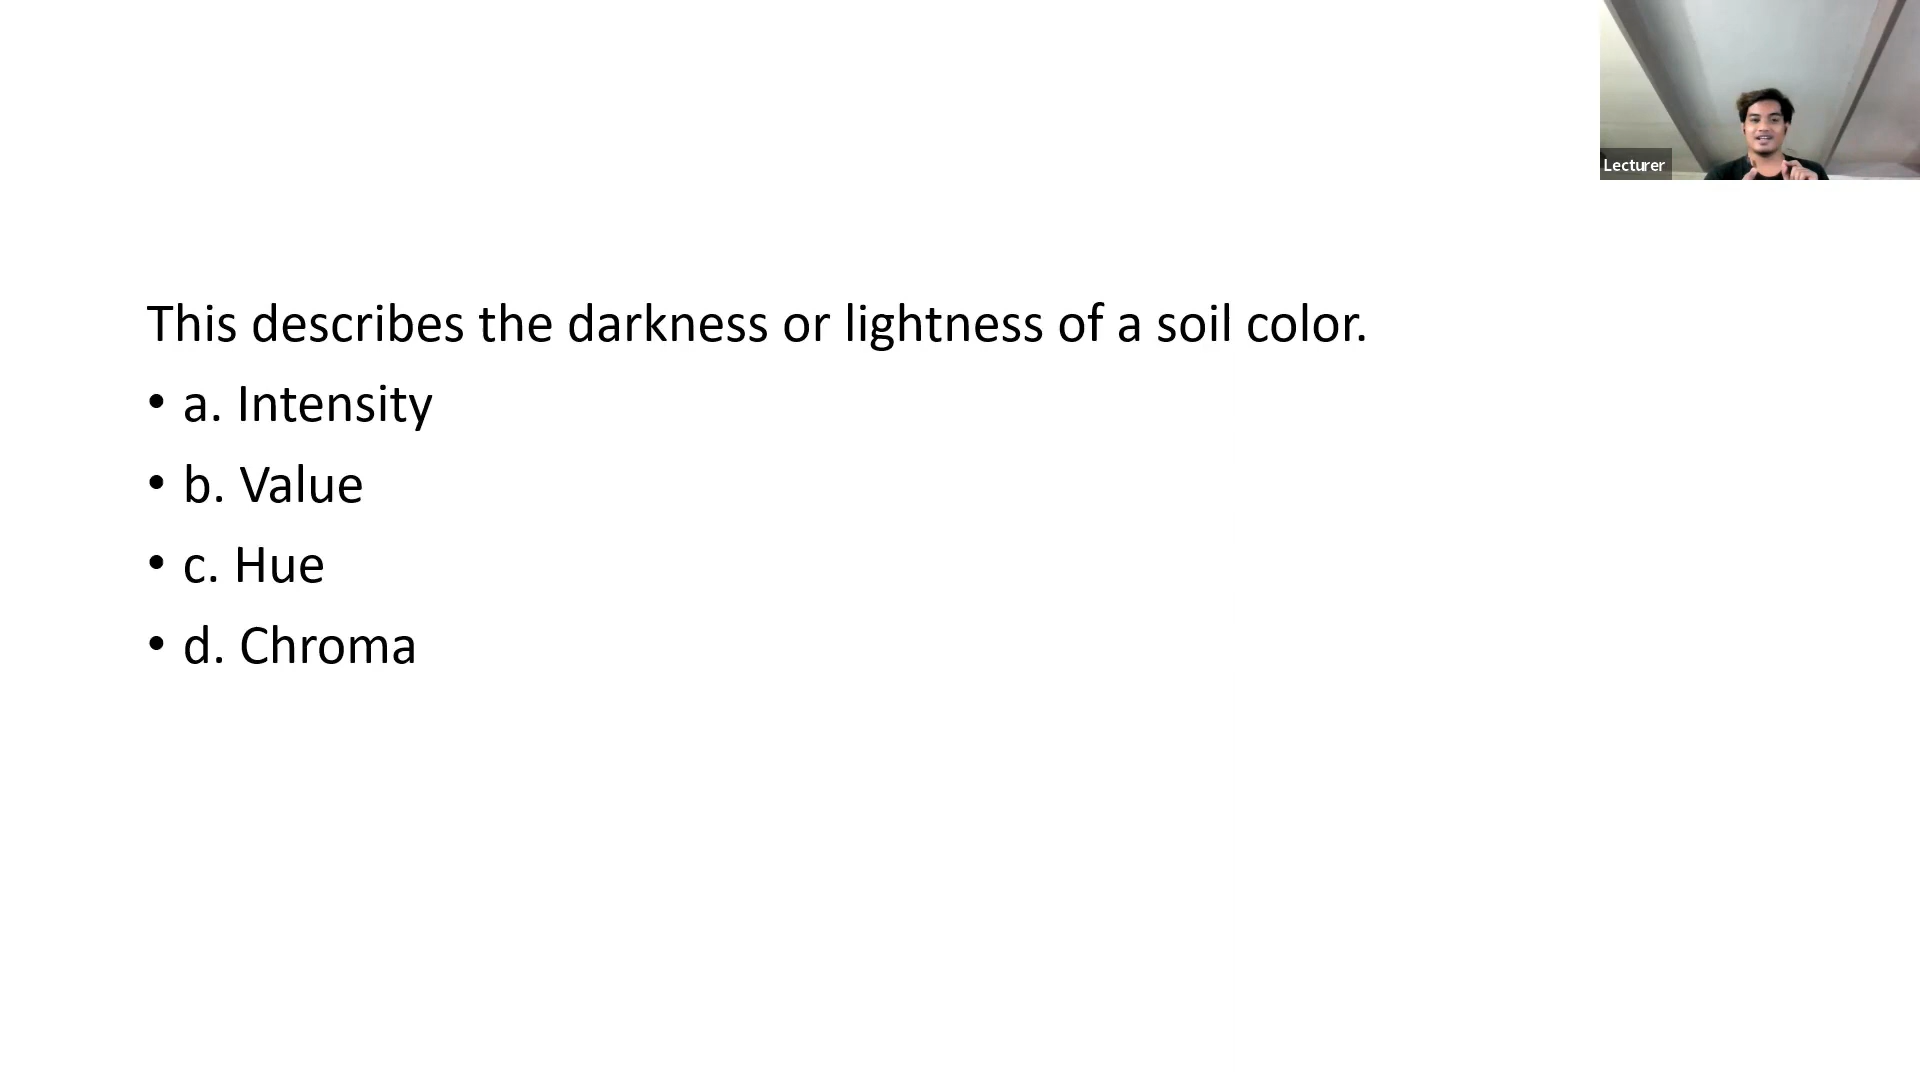 Lecturer
This describes the darkness or lightness of a soil color.
• a. Intensity
• b. Value
• c. Hue
• d. Chroma